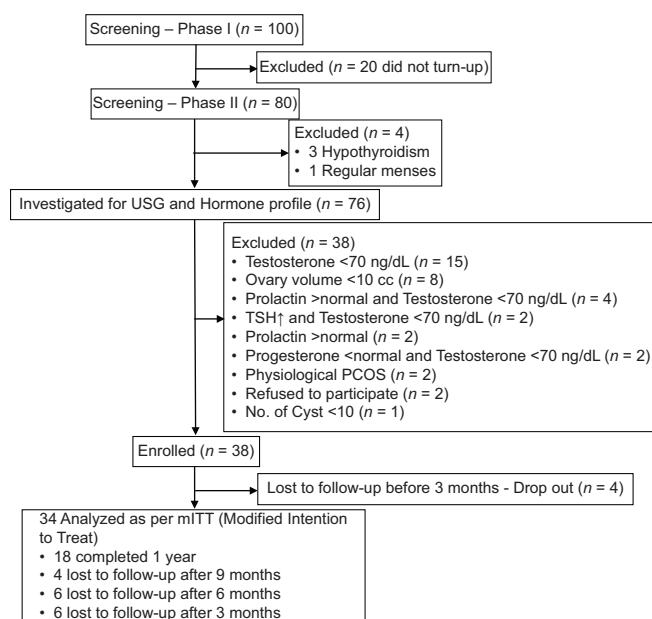 Screening – Phase I (n = 100)
Excluded (n = 20 did not turn-up)
Screening – Phase II (n = 80)
Excluded (n = 4)
• 3 Hypothyroidism
• 1 Regular menses
Investigated for USG and Hormone profile (n = 76)
Excluded (n = 38)
• Testosterone <70 ng/dL (n = 15)
• Ovary volume <10 cc (n = 8)
• Prolactin >normal and Testosterone <70 ng/dL (n = 4)
• TSH↑ and Testosterone <70 ng/dL (n = 2)
• Prolactin >normal (n = 2)
• Progesterone <normal and Testosterone <70 ng/dL (n = 2)
• Physiological PCOS (n = 2)
• Refused to participate (n = 2)
• No. of Cyst <10 (n = 1)
Enrolled (n = 38)
Lost to follow-up before 3 months - Drop out (n = 4)
34 Analyzed as per mITT (Modified Intention
to Treat)
• 18 completed 1 year
• 4 lost to follow-up after 9 months
• 6 lost to follow-up after 6 months
• 6 lost to follow-up after 3 months